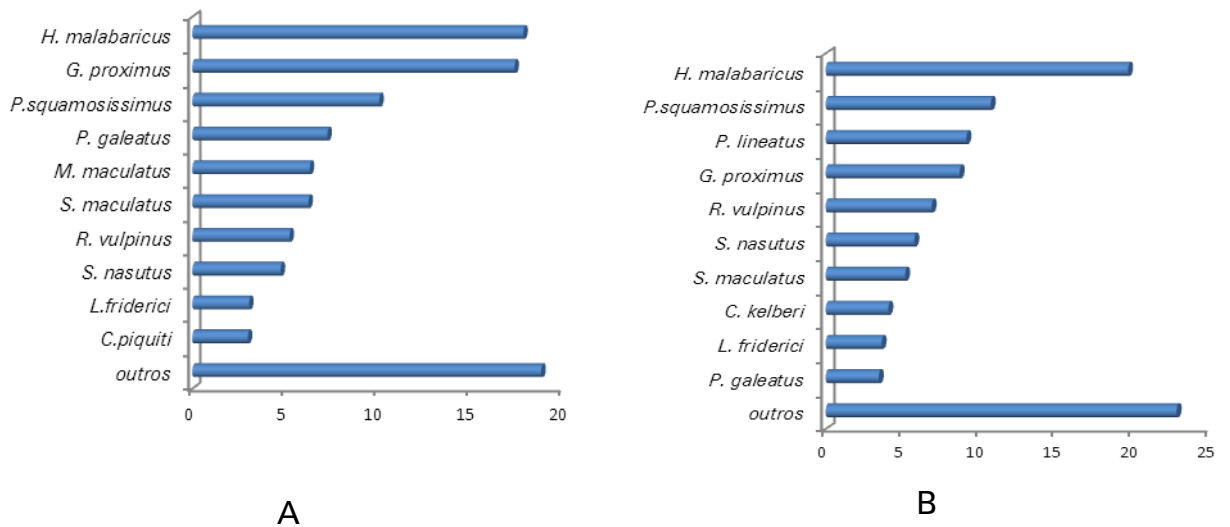 H. malabaricus
G. proximus
P.squamosissimus
P. galeatus
M. maculatus
S. maculatus
R. vulpinus
S. nasutus
L.friderici
C.piquiti
outros
0 5 10 15 20
A
H. malabaricus
P.squamosissimus
P. lineatus
G. proximus
R. vulpinus
S. nasutus
S. maculatus
C. kelberi
L. friderici
P. galeatus
outros
0 5 10 15 20 25
B